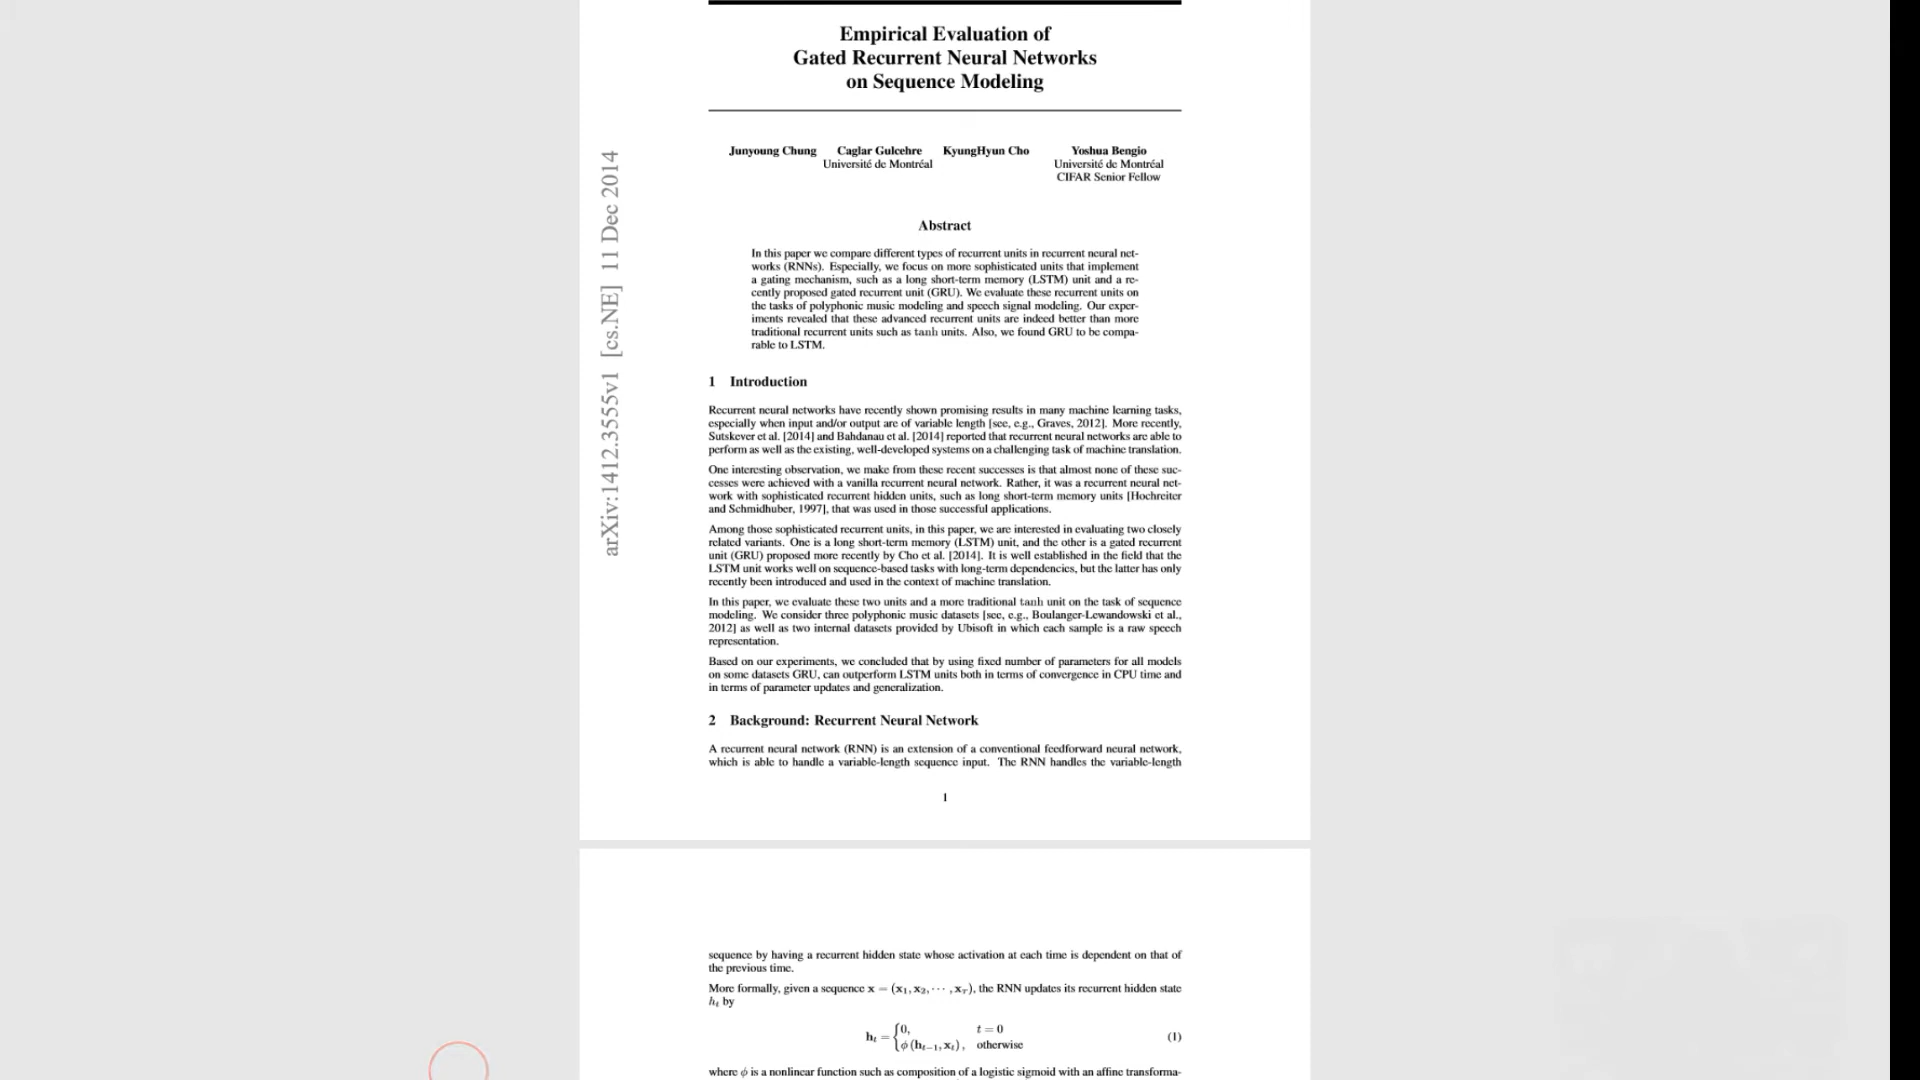 Empirical Evaluation of
Gated Recurrent Neural Networks
on Sequence Modeling
Junyoung Chung Caglar Gulcehre KyungHyun Cho Yoshua Bengio
Université de Montréal Université de Montréal
CIFAR Senior Fellow
arXiv:1412.3555v1 [cs.NE] 11 Dec 2014
Abstract
In this paper we compare different types of recurrent units in recurrent neural net-
works (RNNs). Especially, we focus on more sophisticated units that implement
a gating mechanism, such as a long short-term memory (LSTM) unit and a re-
cently proposed gated recurrent unit (GRU). We evaluate these recurrent units on
the tasks of polyphonic music modeling and speech signal modeling. Our exper-
iments revealed that these advanced recurrent units are indeed better than more
traditional recurrent units such as tanh units. Also, we found GRU to be compa-
rable to LSTM.
1 Introduction
Recurrent neural networks have recently shown promising results in many machine learning tasks,
especially when input and/or output are of variable length [see, e.g., Graves, 2012]. More recently,
Sutskever et al. [2014] and Bahdanau et al. [2014] reported that recurrent neural networks are able to
perform as well as the existing, well-developed systems on a challenging task of machine translation.
One interesting observation, we make from these recent successes is that almost none of these suc-
cesses were achieved with a vanilla recurrent neural network. Rather, it was a recurrent neural net-
work with sophisticated recurrent hidden units, such as long short-term memory units [Hochreiter
and Schmidhuber, 1997], that was used in those successful applications.
Among those sophisticated recurrent units, in this paper, we are interested in evaluating two closely
related variants. One is a long short-term memory (LSTM) unit, and the other is a gated recurrent
unit (GRU) proposed more recently by Cho et al. [2014]. It is well established in the field that the
LSTM unit works well on sequence-based tasks with long-term dependencies, but the latter has only
recently been introduced and used in the context of machine translation.
In this paper, we evaluate these two units and a more traditional tanh unit on the task of sequence
modeling. We consider three polyphonic music datasets [see, e.g., Boulanger-Lewandowski et al.,
2012] as well as two internal datasets provided by Ubisoft in which each sample is a raw speech
representation.
Based on our experiments, we concluded that by using fixed number of parameters for all models
on some datasets GRU, can outperform LSTM units both in terms of convergence in CPU time and
in terms of parameter updates and generalization.
2 Background: Recurrent Neural Network
A recurrent neural network (RNN) is an extension of a conventional feedforward neural network,
which is able to handle a variable-length sequence input. The RNN handles the variable-length
1
sequence by having a recurrent hidden state whose activation at each time is dependent on that of
the previous time.
More formally, given a sequence x = (x₁, x₂, ⋯ , x_T), the RNN updates its recurrent hidden state
hₜ by
hₜ = { 0, t = 0
ϕ (hₜ₋₁, xₜ) , otherwise (1)
where ϕ is a nonlinear function such as composition of a logistic sigmoid with an affine transforma-